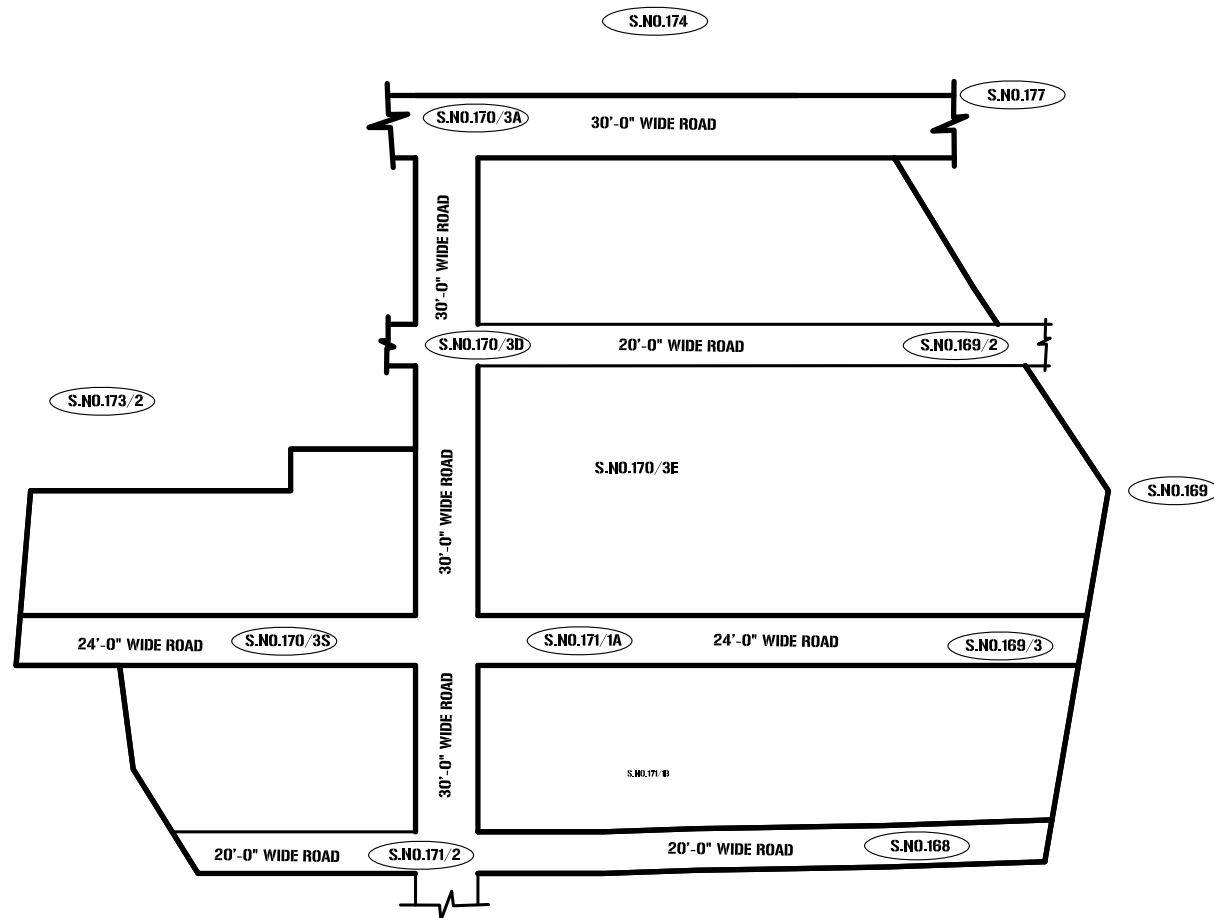 S.NO.174
S.NO.177
S.NO.170/3A
30'-0" WIDE ROAD
30'-0" WIDE ROAD
S.NO.170/3D
20'-0" WIDE ROAD
S.NO.169/2
S.NO.173/2
S.NO.170/3E
30'-0" WIDE ROAD
S.NO.169
24'-0" WIDE ROAD
S.NO.170/3S
S.NO.171/1A
24'-0" WIDE ROAD
S.NO.169/3
30'-0" WIDE ROAD
S.NO.171/1B
20'-0" WIDE ROAD
S.NO.171/2
20'-0" WIDE ROAD
S.NO.168